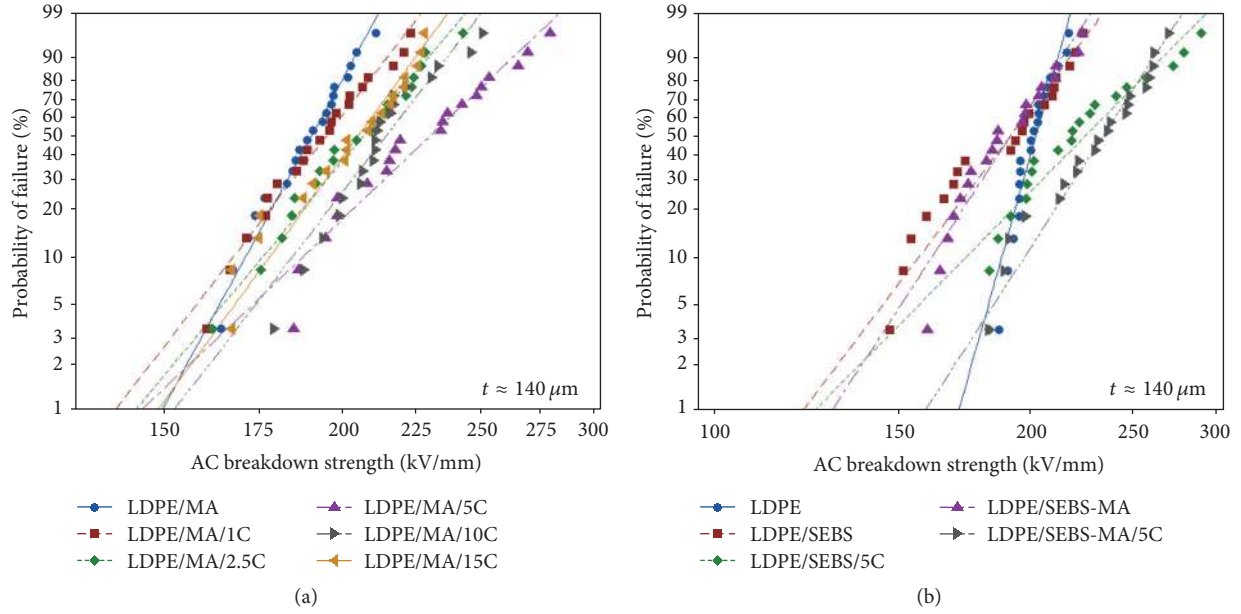 99
90
80
70
60
50
40
30
20
10
5
3
2
1
Probability of failure (%)
t ≈ 140 μm
150 175 200 225 250 275 300
AC breakdown strength (kV/mm)
LDPE/MA
LDPE/MA/1C
LDPE/MA/2.5C
LDPE/MA/5C
LDPE/MA/10C
LDPE/MA/15C
(a)
99
90
80
70
60
50
40
30
20
10
5
3
2
1
Probability of failure (%)
t ≈ 140 μm
100 150 200 250 300
AC breakdown strength (kV/mm)
LDPE
LDPE/SEBS
LDPE/SEBS/5C
LDPE/SEBS-MA
LDPE/SEBS-MA/5C
(b)